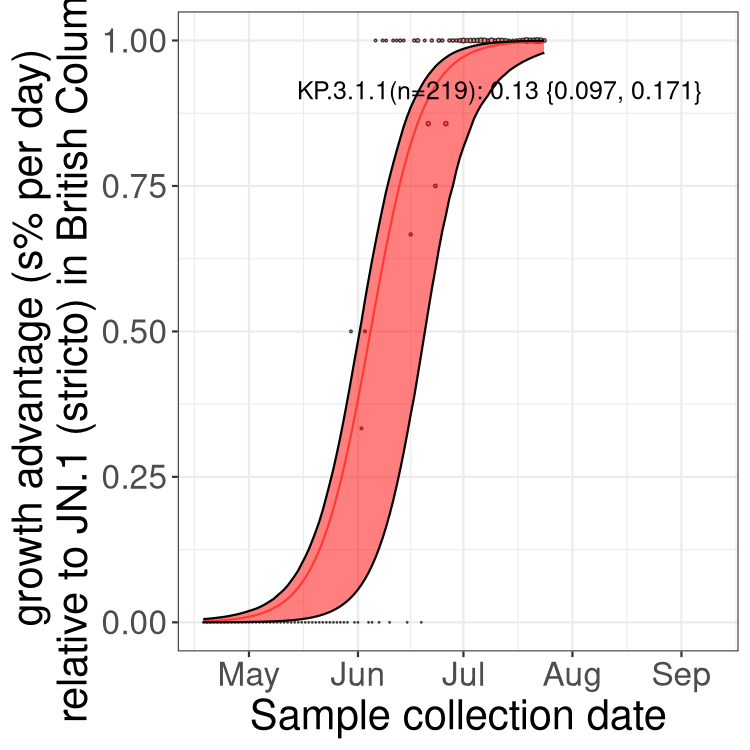 growth advantage (s% per day)
relative to JN.1 (stricto) in British Colum
1.00
0.75
0.50
0.25
0.00
KP.3.1.1(n=219): 0.13 {0.097, 0.171}
May Jun Jul Aug Sep
Sample collection date